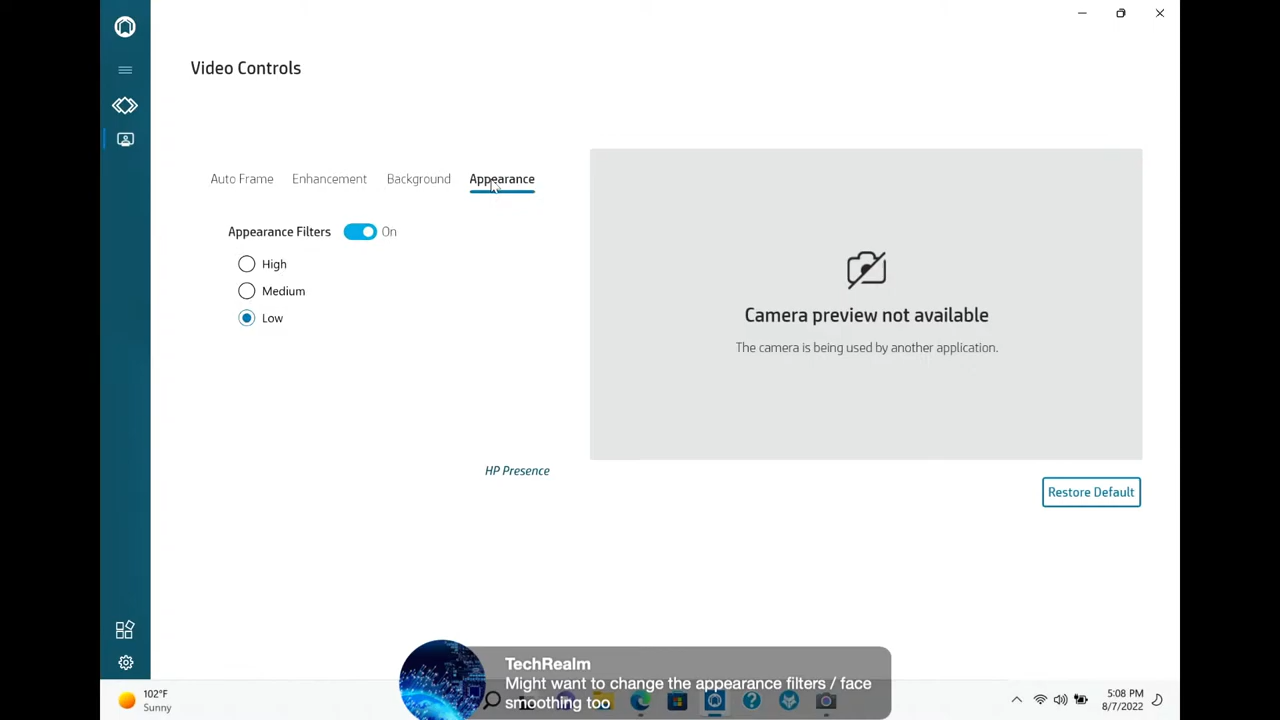 Video Controls
Auto Frame Enhancement Background Appearance
Appearance Filters On
High
Medium
Low
Camera preview not available
The camera is being used by another application.
HP Presence
Restore Default
TechRealm
Might want to change the appearance filters / face
smoothing too
102°F
Sunny
5:08 PM
8/7/2022